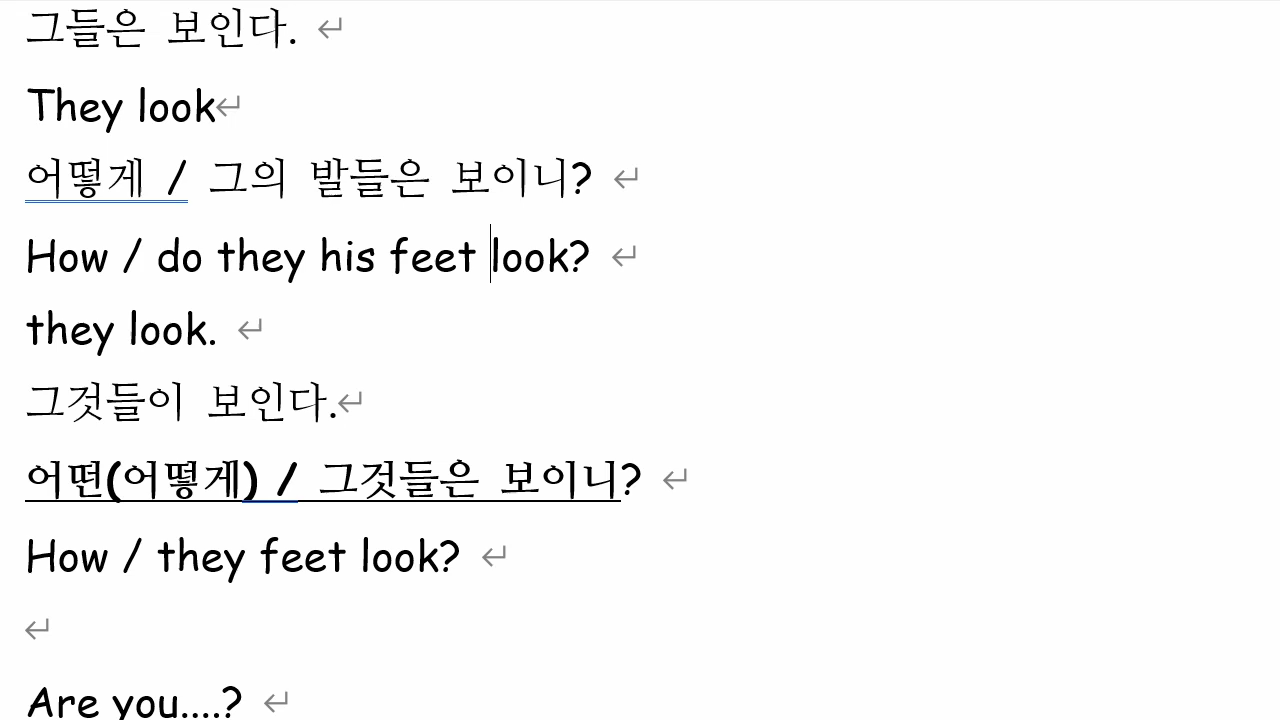 그들은 보인다.
They look
어떻게 / 그의 발들은 보이니?
How / do they his feet look?
they look.
그것들이 보인다.
어떤(어떻게) / 그것들은 보이니?
How / they feet look?
Are you....?